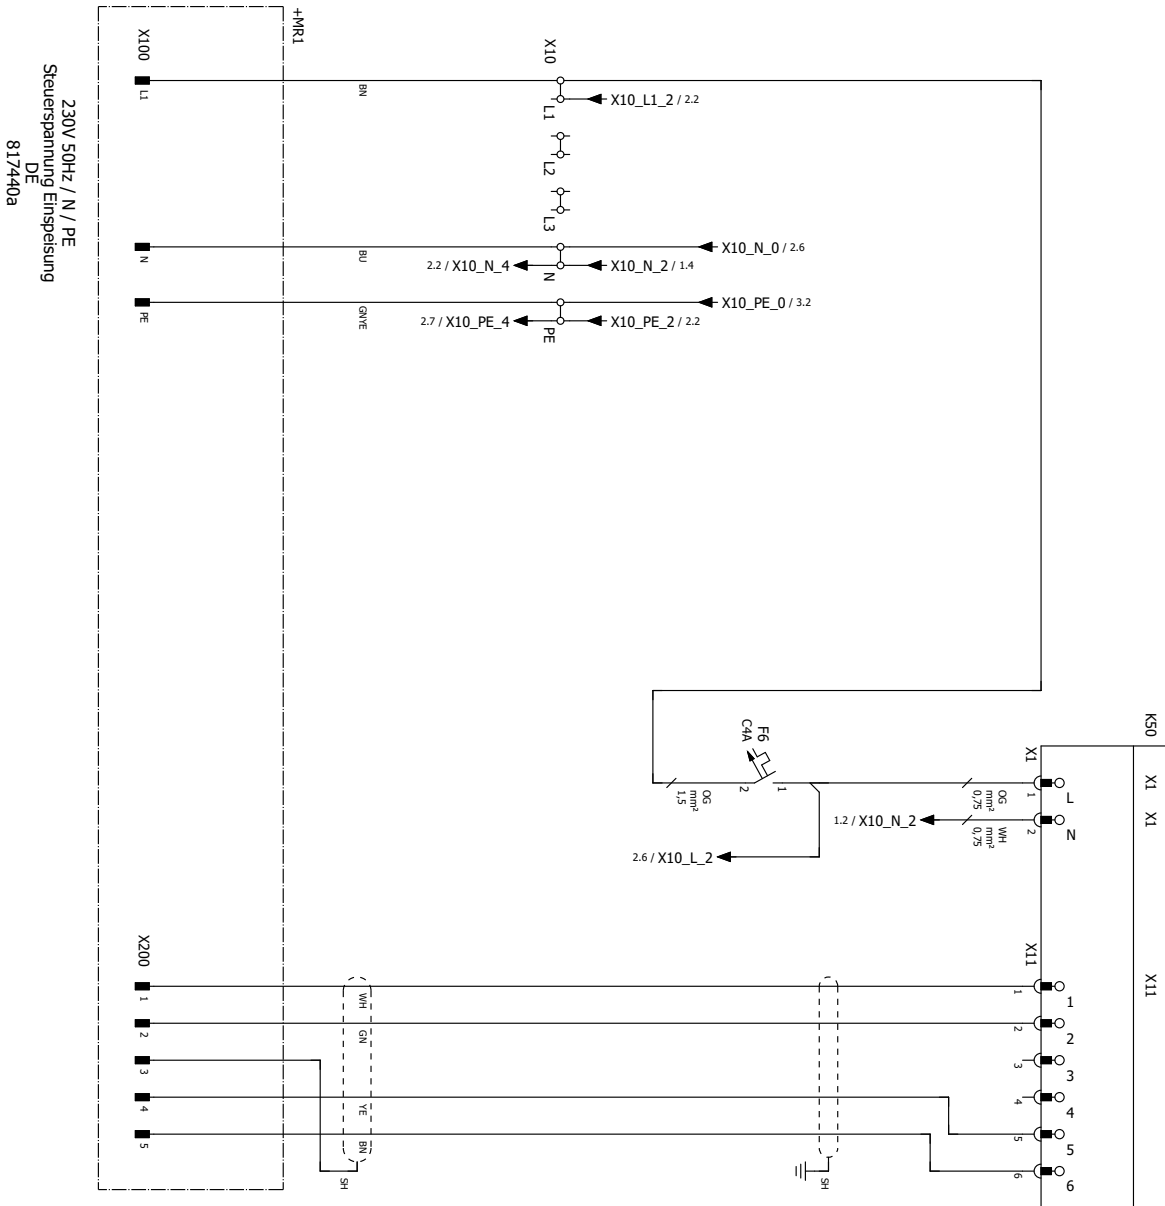 +MR1
X100
L1
N
PE
230V 50Hz / N / PE
Steuerspannung Einspeisung
DE
817440a
BN
BU
GNYE
X10
L1
X10_L1_2 / 2.2
L2
L3
X10_N_0 / 2.6
2.2 / X10_N_4
N
X10_N_2 / 1.4
X10_PE_0 / 3.2
2.7 / X10_PE_4
PE
X10_PE_2 / 2.2
K50
F6
C4A
2
1
OG
mm²
1,5
OG
mm²
0,75
X1
1
L
X1
1.2 / X10_N_2
WH
mm²
0,75
2
N
X1
2.6 / X10_L_2
X200
X11
X11
1
WH
1
1
2
GN
2
2
3
3
3
4
YE
4
4
5
BN
5
5
SH
SH
6
6